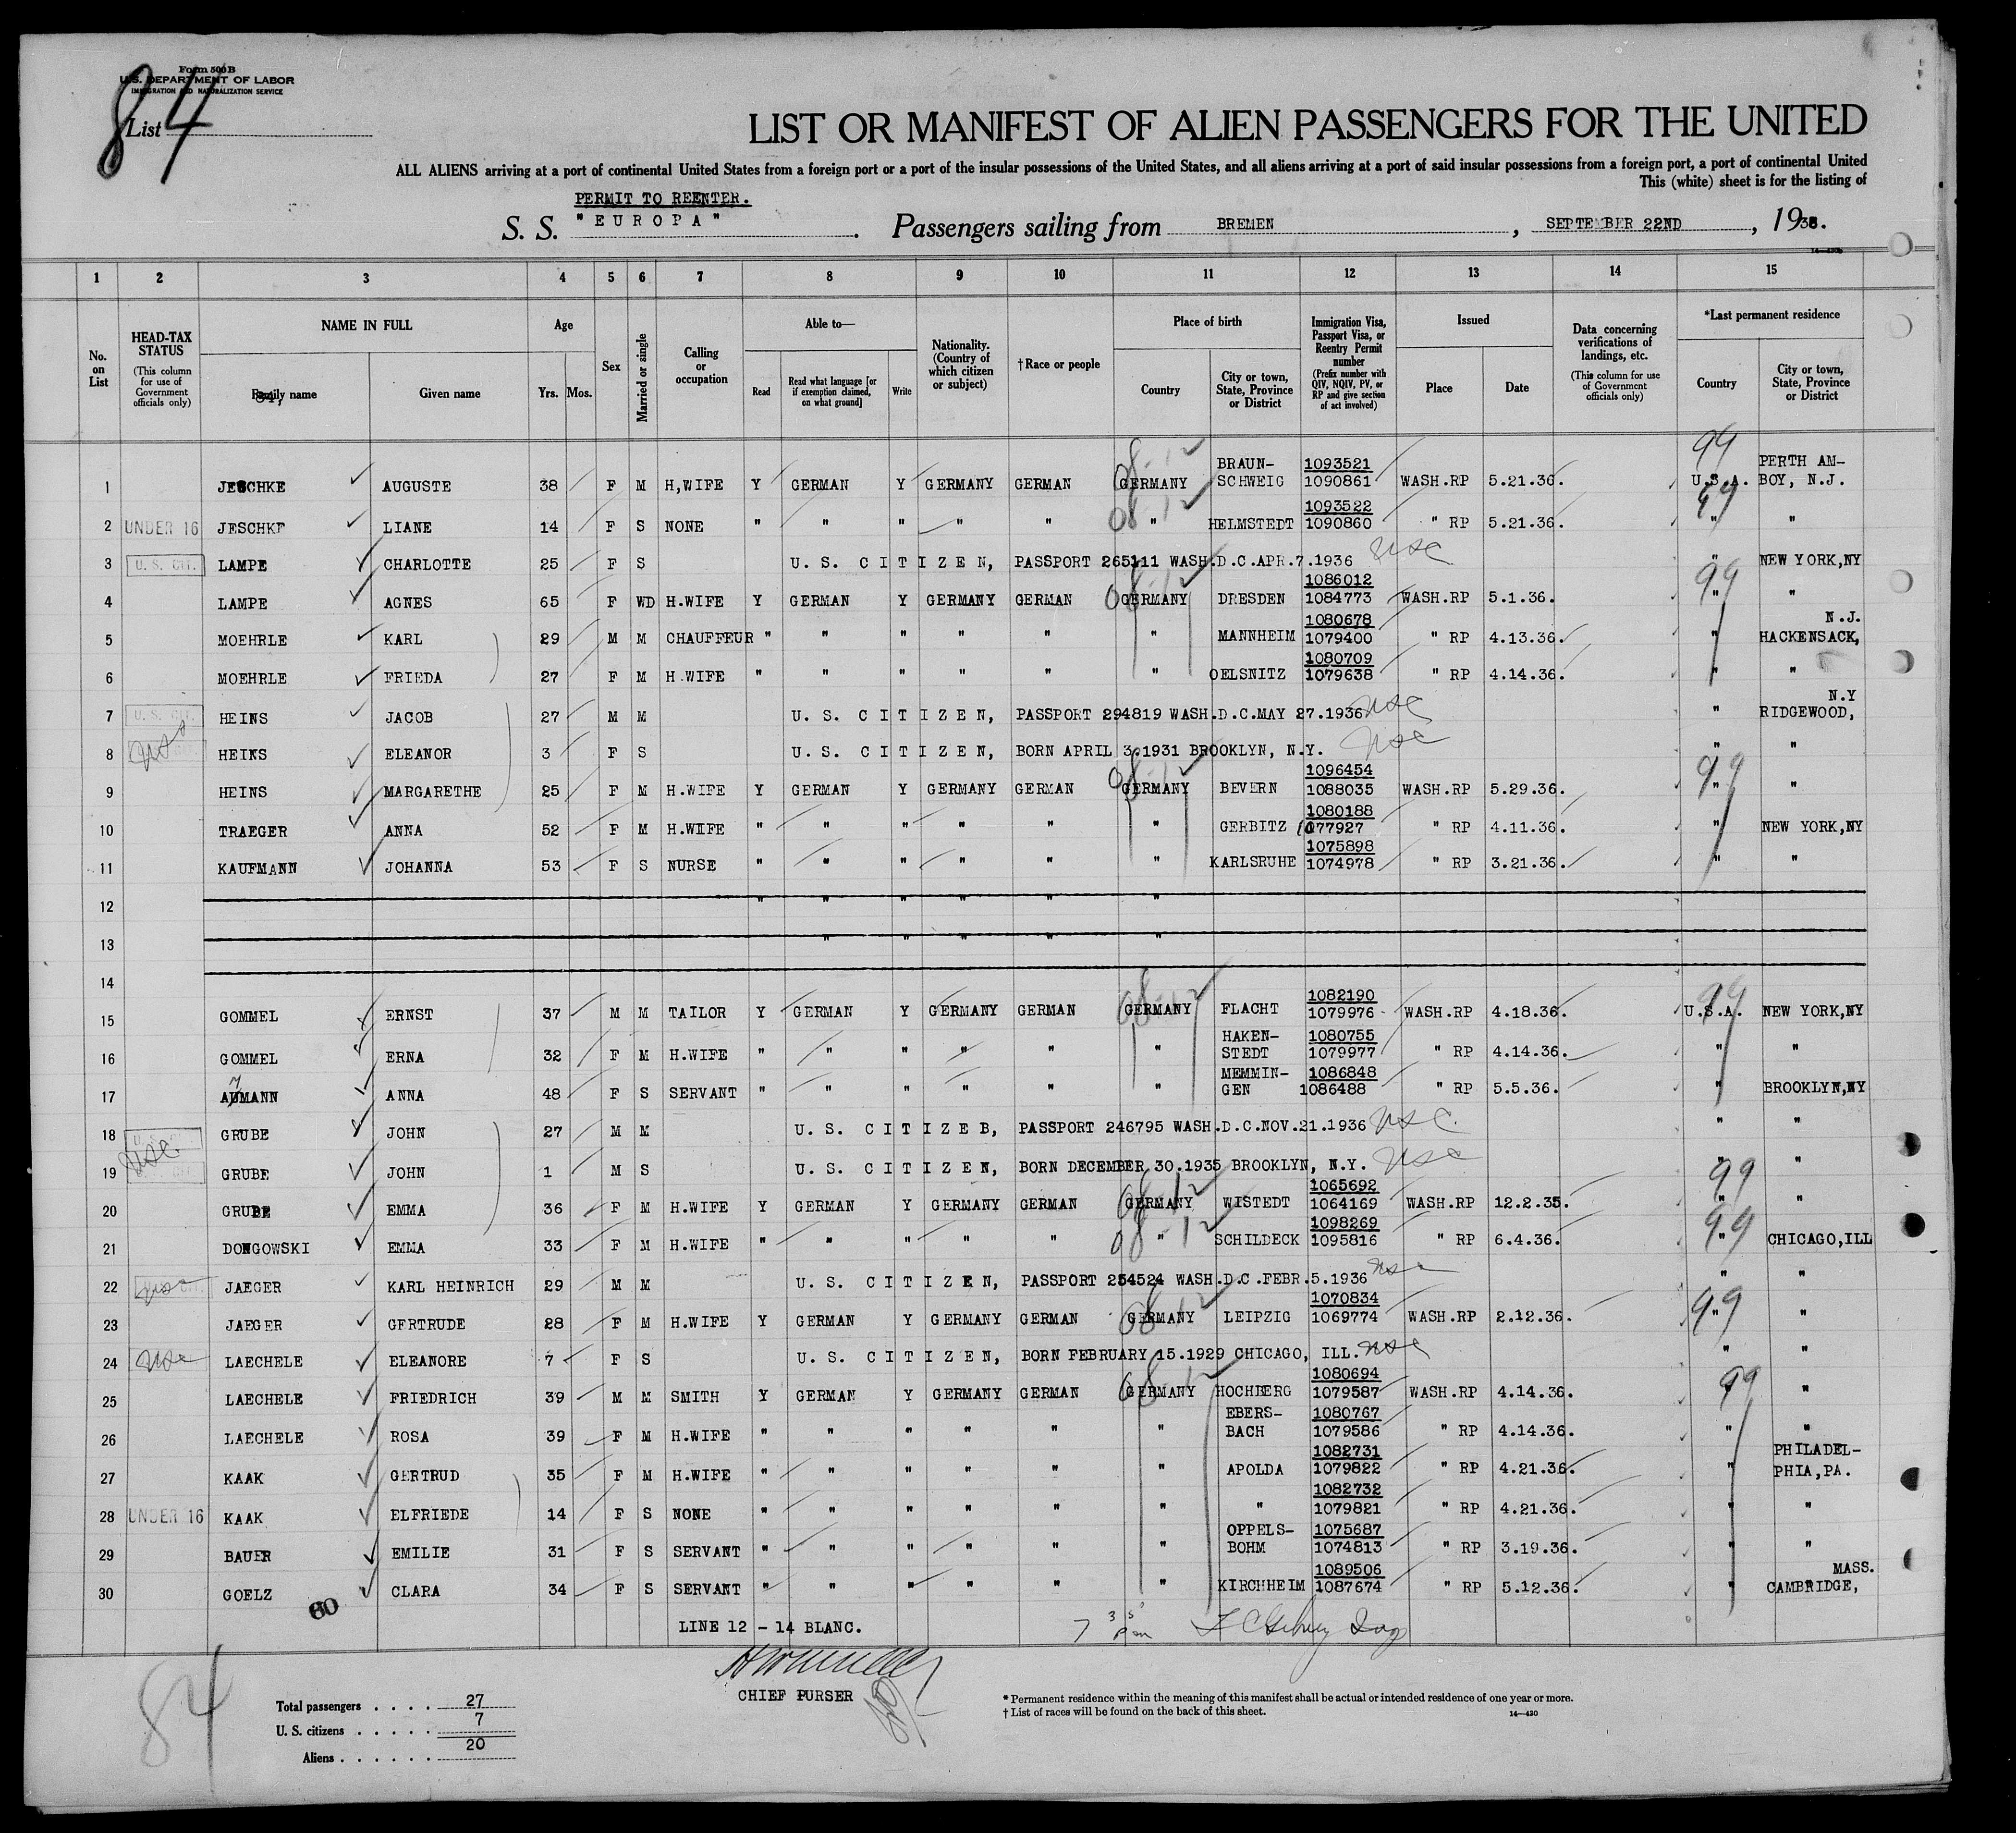 Form 500 B
U.S. DEPARTMENT OF LABOR
IMMIGRATION AND NATURALIZATION SERVICE
List 84
LIST OR MANIFEST OF ALIEN PASSENGERS FOR THE UNITED
ALL ALIENS arriving at a port of continental United States from a foreign port or a port of the insular possessions of the United States, and all aliens arriving at a port of said insular possessions from a foreign port, a port of continental United
This (white) sheet is for the listing of
PERMIT TO REENTER.
S. S. "EUROPA". Passengers sailing from BREMEN, SEPTEMBER 22ND, 1936.
1 2 3 4 5 6 7 8 9 10 11 12 13 14 15
No. on List
HEAD-TAX STATUS (This column for use of Government officials only)
NAME IN FULL
Family name
Given name
Age
Yrs. Mos.
Sex
Married or single
Calling or occupation
Able to—
Read
Read what language [or if exemption claimed, on what ground]
Write
Nationality. (Country of which citizen or subject)
†Race or people
Place of birth
Country
City or town, State, Province or District
Immigration Visa, Passport Visa, or Reentry Permit number (Prefix number with QIV, NQIV, PV, or RP and give section of act involved)
Issued
Place
Date
Data concerning verifications of landings, etc. (This column for use of Government officials only)
*Last permanent residence
Country
City or town, State, Province or District
1 JESCHKE AUGUSTE 38 F M H,WIFE Y GERMAN Y GERMANY GERMAN GERMANY BRAUN-SCHWEIG 1093521 1090861 WASH.RP 5.21.36. U.S.A. PERTH AM-BOY, N.J.
2 UNDER 16 JESCHKE LIANE 14 F S NONE " " " " " " HELMSTEDT 1093522 1090860 " RP 5.21.36. " "
3 U. S. CIT. LAMPE CHARLOTTE 25 F S U. S. CITIZEN, PASSPORT 265111 WASH.D.C.APR.7.1936 usc " NEW YORK,NY
4 LAMPE AGNES 65 F WD H.WIFE Y GERMAN Y GERMANY GERMAN GERMANY DRESDEN 1086012 1084773 WASH.RP 5.1.36. " "
5 MOEHRLE KARL 29 M M CHAUFFEUR " " " " " " MANNHEIM 1080678 1079400 " RP 4.13.36. " N.J. HACKENSACK,
6 MOEHRLE FRIEDA 27 F M H.WIFE " " " " " " OELSNITZ 1080709 1079638 " RP 4.14.36. " "
7 U. S. CIT. HEINS JACOB 27 M M U. S. CITIZEN, PASSPORT 294819 WASH.D.C.MAY 27.1936 usc " N.Y RIDGEWOOD,
8 usc HEINS ELEANOR 3 F S U. S. CITIZEN, BORN APRIL 3.1931 BROOKLYN, N.Y. usc " "
9 HEINS MARGARETHE 25 F M H.WIFE Y GERMAN Y GERMANY GERMAN GERMANY BEVERN 1096454 1088035 WASH.RP 5.29.36. " "
10 TRAEGER ANNA 52 F M H.WIFE " " " " " " GERBITZ 1080188 1077927 " RP 4.11.36. " NEW YORK,NY
11 KAUFMANN JOHANNA 53 F S NURSE " " " " " " KARLSRUHE 1075898 1074978 " RP 3.21.36. " "
12 " " " " " "
13 " " " " "
14
15 GOMMEL ERNST 37 M M TAILOR Y GERMAN Y GERMANY GERMAN GERMANY FLACHT 1082190 1079976 WASH.RP 4.18.36. U.S.A. NEW YORK,NY
16 GOMMEL ERNA 32 F M H.WIFE " " " " " " HAKEN-STEDT 1080755 1079977 " RP 4.14.36. " "
17 AUMANN ANNA 48 F S SERVANT " " " " " " MEMMIN-GEN 1086848 1086488 " RP 5.5.36. " BROOKLYN,NY
18 GRUBE JOHN 27 M M U. S. CITIZEB, PASSPORT 246795 WASH.D.C.NOV.21.1936 usc. " "
19 usc. GRUBE JOHN 1 M S U. S. CITIZEN, BORN DECEMBER 30.1935 BROOKLYN, N.Y. usc " "
20 GRUBE EMMA 36 F M H.WIFE Y GERMAN Y GERMANY GERMAN GERMANY WISTEDT 1065692 1064169 WASH.RP 12.2.35. " "
21 DONGOWSKI EMMA 33 F M H.WIFE " " " " " " SCHILDECK 1098269 1095816 " RP 6.4.36. " CHICAGO,ILL
22 usc JAEGER KARL HEINRICH 29 M M U. S. CITIZEN, PASSPORT 254524 WASH.D.C.FEBR.5.1936 usc " "
23 JAEGER GERTRUDE 28 F M H.WIFE Y GERMAN Y GERMANY GERMAN GERMANY LEIPZIG 1070834 1069774 WASH.RP 2.12.36. " "
24 usc LAECHELE ELEANORE 7 F S U. S. CITIZEN, BORN FEBRUARY 15.1929 CHICAGO, ILL. usc " "
25 LAECHELE FRIEDRICH 39 M M SMITH Y GERMAN Y GERMANY GERMAN GERMANY HOCHBERG 1080694 1079587 WASH.RP 4.14.36. "
26 LAECHELE ROSA 39 F M H.WIFE " " " " " " EBERS-BACH 1080767 1079586 " RP 4.14.36. " "
27 KAAK GERTRUD 35 F M H.WIFE " " " " " " APOLDA 1082731 1079822 " RP 4.21.36. " PHILADEL-PHIA,PA.
28 UNDER 16 KAAK ELFRIEDE 14 F S NONE " " " " " " " 1082732 1079821 " RP 4.21.36. " "
29 BAUER EMILIE 31 F S SERVANT " " " " " " OPPELS-BOHM 1075687 1074813 " RP 3.19.36. " "
30 GOELZ CLARA 34 F S SERVANT " " " " " " KIRCHHEIM 1089506 1087674 " RP 5.12.36. " MASS. CAMBRIDGE,
60
LINE 12 - 14 BLANC.
CHIEF PURSER
84
Total passengers . . . . 27
U. S. citizens . . . . . 7
Aliens . . . . . . 20
* Permanent residence within the meaning of this manifest shall be actual or intended residence of one year or more.
† List of races will be found on the back of this sheet.
14—430